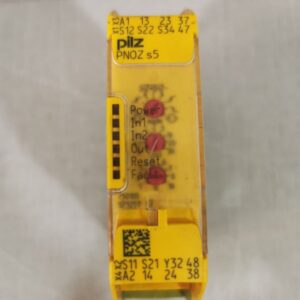 A1 13 23 37
S12 S22 S34 47
pilz
PNOZ s5
Power
In1
In2
Out
Reset
Fault
S11 S21 Y32 48
A2 14 24 38